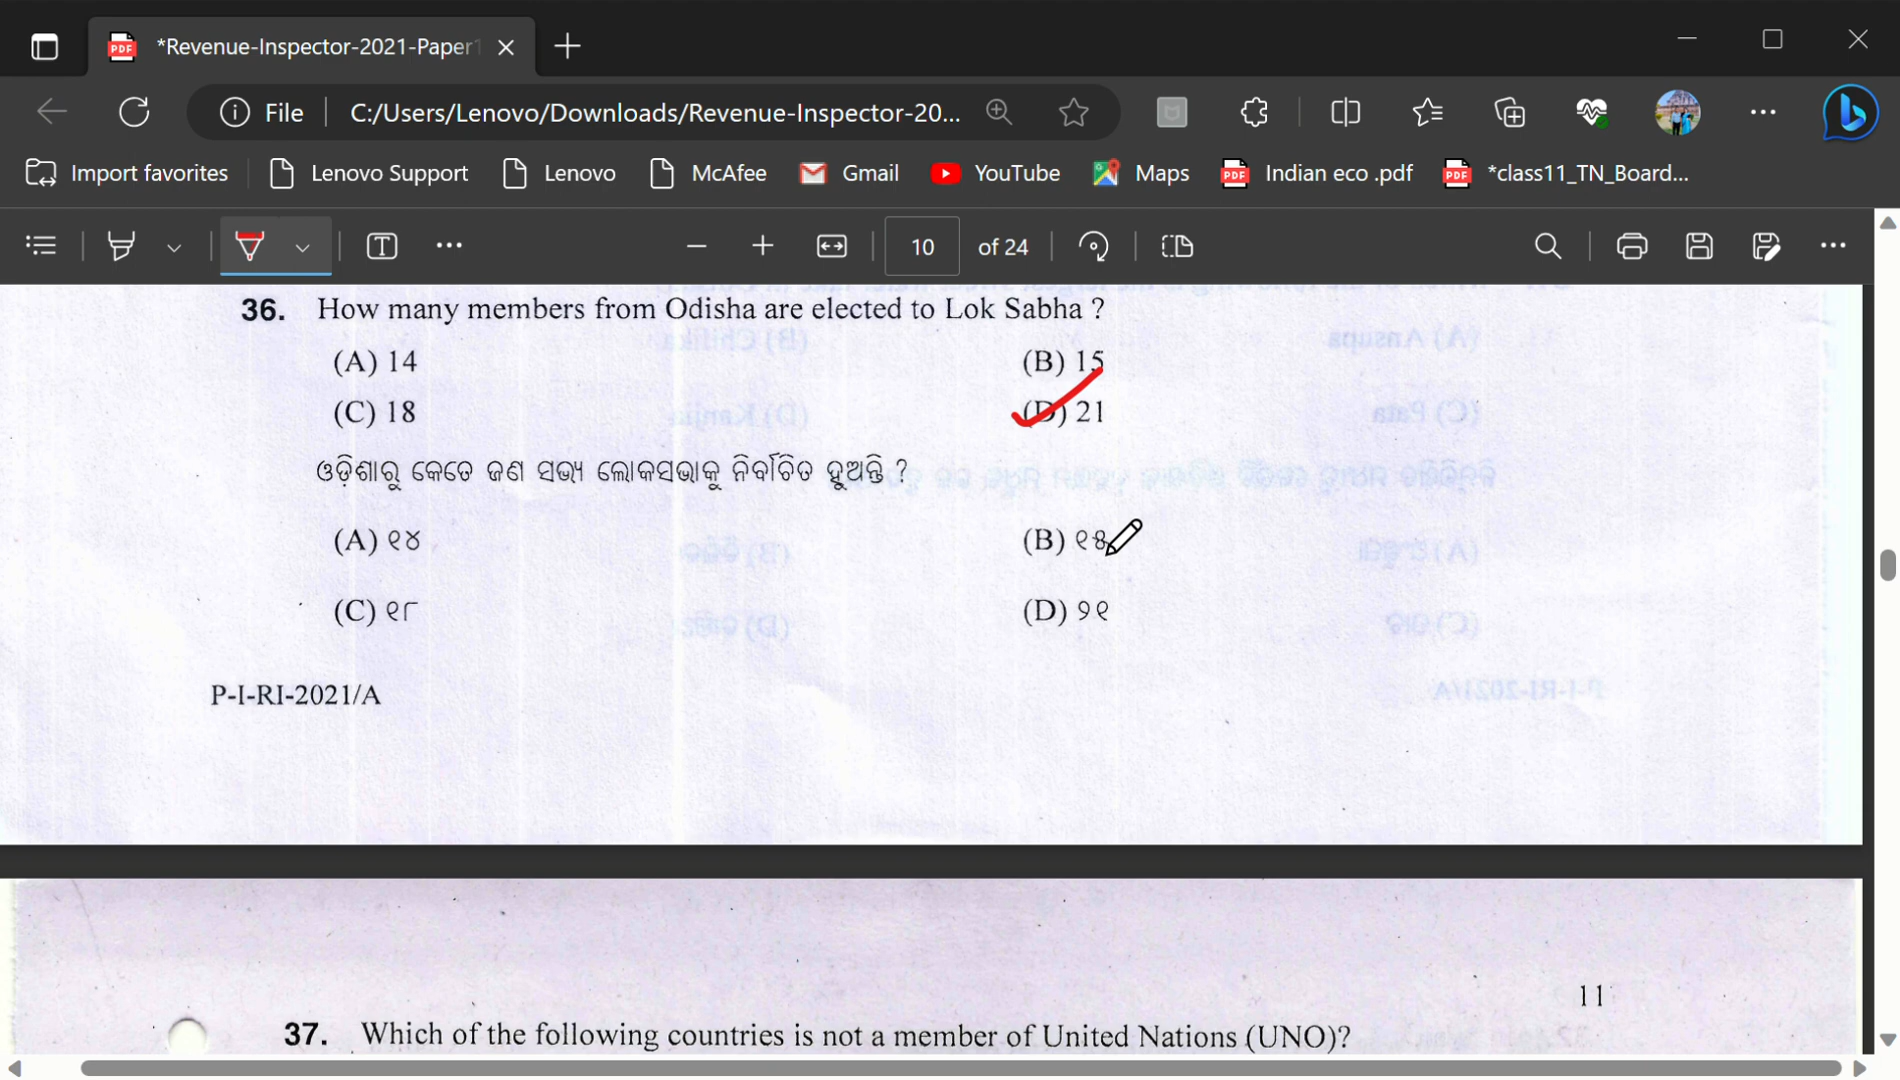 *Revenue-Inspector-2021-Paper1
File
C:/Users/Lenovo/Downloads/Revenue-Inspector-20...
Import favorites
Lenovo Support
Lenovo
McAfee
Gmail
YouTube
Maps
Indian eco .pdf
*class11_TN_Board...
10 of 24
36. How many members from Odisha are elected to Lok Sabha ?
(A) 14 (B) 15
(C) 18 (D) 21
ଓଡ଼ିଶାରୁ କେତେ ଜଣ ସଭ୍ୟ ଲୋକସଭାକୁ ନିର୍ବାଚିତ ହୁଅନ୍ତି ?
(A) ୧୪ (B) ୧୫
(C) ୧୮ (D) ୨୧
P-I-RI-2021/A
11
37. Which of the following countries is not a member of United Nations (UNO)?